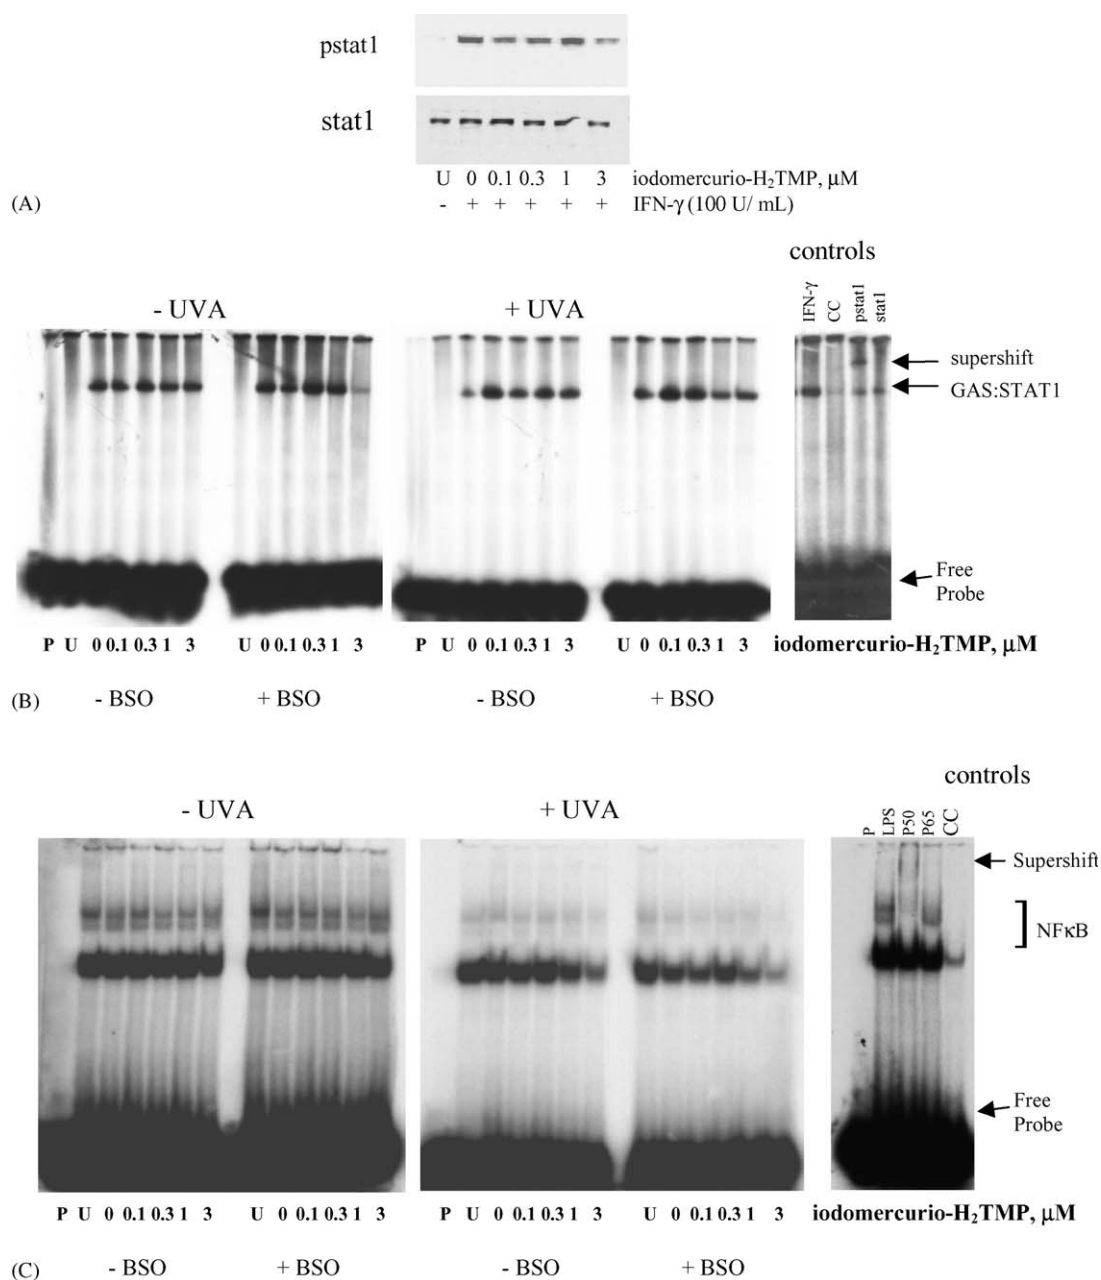 pstat1
stat1
U 0 0.1 0.3 1 3 iodomercurio-H₂TMP, μM
(A) - + + + + + IFN-γ (100 U/ mL)
controls
- UVA + UVA IFN-γ CC pstat1 stat1
supershift
GAS:STAT1
Free
Probe
P U 0 0.1 0.3 1 3 U 0 0.1 0.3 1 3 P U 0 0.1 0.3 1 3 U 0 0.1 0.3 1 3 iodomercurio-H₂TMP, μM
(B) - BSO + BSO - BSO + BSO
controls
- UVA + UVA P LPS P50 P65 CC
Supershift
NFκB
Free
Probe
P U 0 0.1 0.3 1 3 U 0 0.1 0.3 1 3 P U 0 0.1 0.3 1 3 U 0 0.1 0.3 1 3 iodomercurio-H₂TMP, μM
(C) - BSO + BSO - BSO + BSO